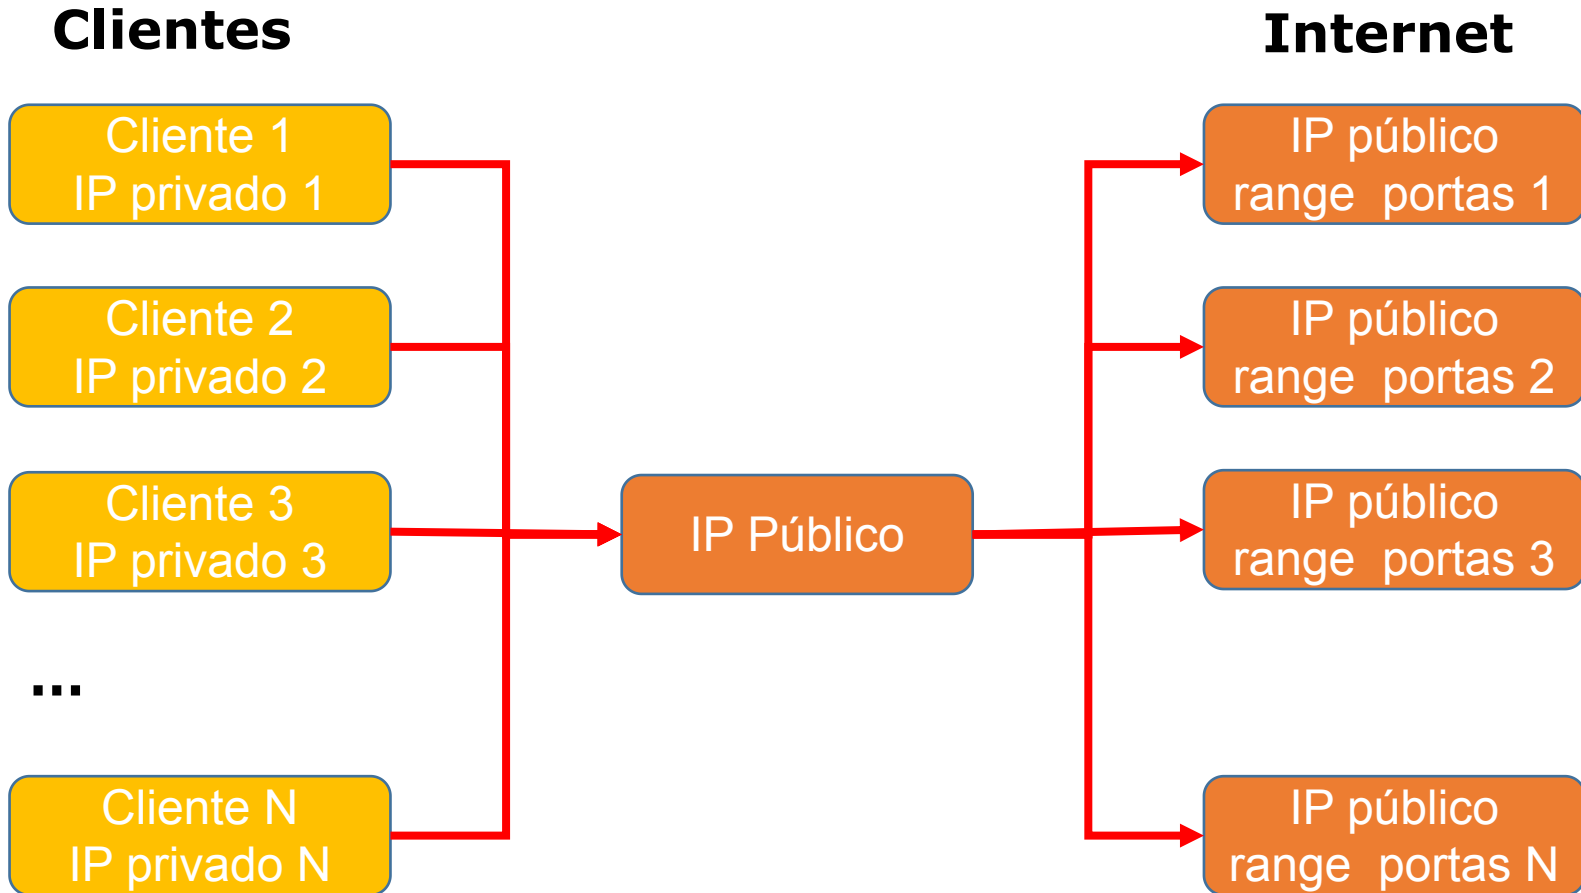 Clientes
Internet
Cliente 1
IP privado 1
Cliente 2
IP privado 2
Cliente 3
IP privado 3
...
Cliente N
IP privado N
IP Público
IP público
range portas 1
IP público
range portas 2
IP público
range portas 3
IP público
range portas N